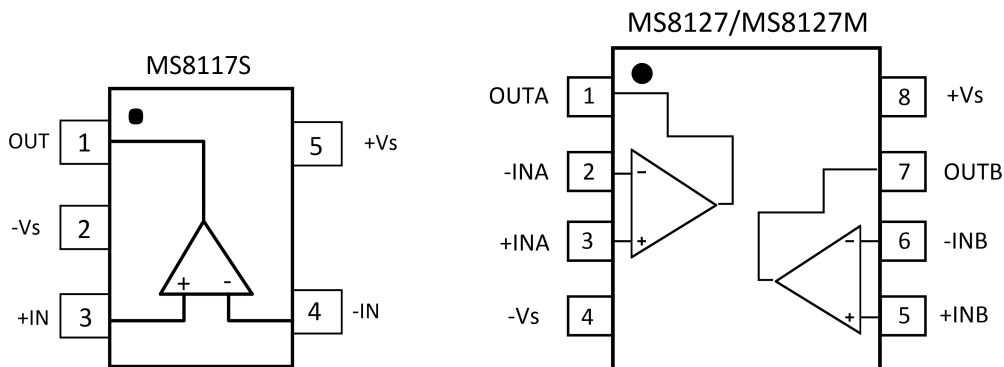 MS8117S
OUT 1
5 +Vs
-Vs 2
+IN 3
4 -IN
+ -
MS8127/MS8127M
OUTA 1
8 +Vs
-INA 2 -
7 OUTB
+INA 3 +
- 6 -INB
-Vs 4
+ 5 +INB